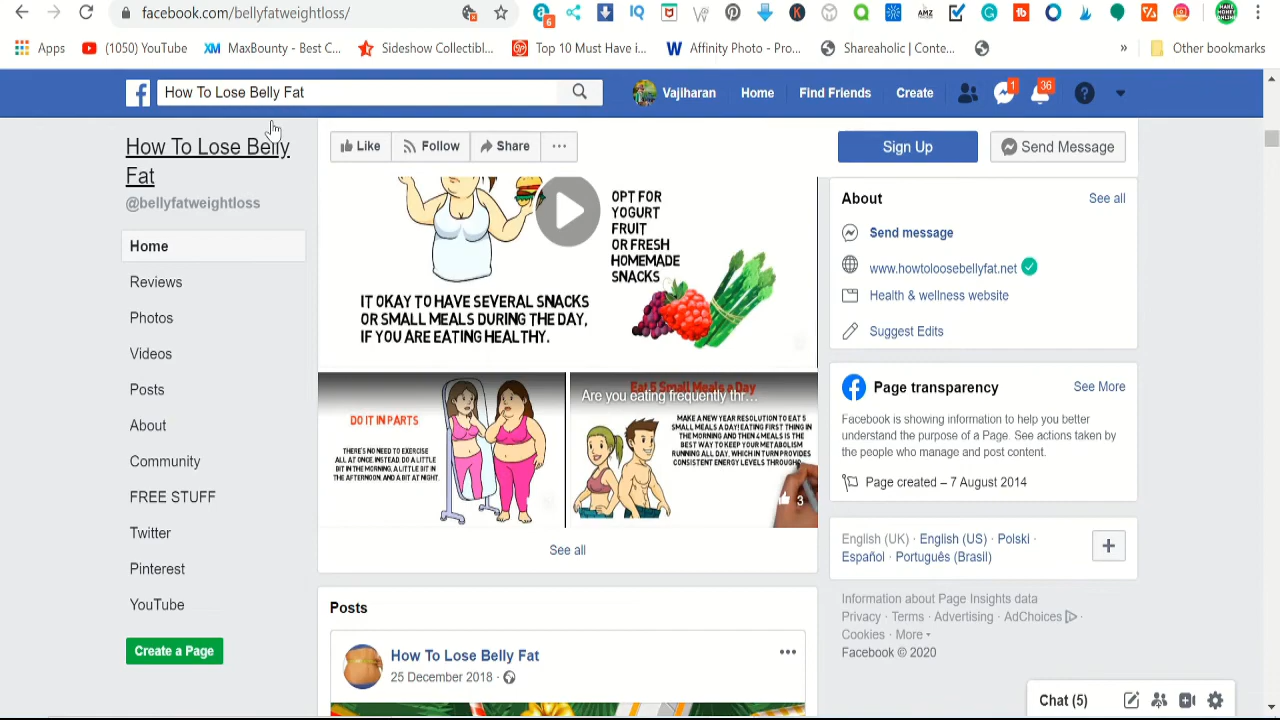 facebook.com/bellyfatweightloss/
6
Apps
(1050) YouTube
MaxBounty - Best C...
Sideshow Collectibl...
Top 10 Must Have i...
Affinity Photo - Pro...
Shareaholic | Conte...
»
Other bookmarks
How To Lose Belly Fat
Vajiharan
Home
Find Friends
Create
1
36
How To Lose Belly
Fat
@bellyfatweightloss
Home
Reviews
Photos
Videos
Posts
About
Community
FREE STUFF
Twitter
Pinterest
YouTube
Create a Page
Like
Follow
Share
...
Sign Up
Send Message
OPT FOR
YOGURT
FRUIT
OR FRESH
HOMEMADE
SNACKS
IT OKAY TO HAVE SEVERAL SNACKS
OR SMALL MEALS DURING THE DAY,
IF YOU ARE EATING HEALTHY.
DO IT IN PARTS
THERE'S NO NEED TO EXERCISE
ALL AT ONCE. INSTEAD, DO A LITTLE
BIT IN THE MORNING, A LITTLE BIT IN
THE AFTERNOON, AND A BIT AT NIGHT.
Eat 5 Small Meals a Day
Are you eating frequently thr...
MAKE A NEW YEAR RESOLUTION TO EAT 5
SMALL MEALS A DAY! EATING FIRST THING IN
THE MORNING AND THEN 4 MEALS IS THE
BEST WAY TO KEEP YOUR METABOLISM
RUNNING ALL DAY, WHICH IN TURN PROVIDES
CONSISTENT ENERGY LEVELS THROUGHO
3
See all
Posts
How To Lose Belly Fat
25 December 2018 ·
About
See all
Send message
www.howtoloosebellyfat.net
Health & wellness website
Suggest Edits
Page transparency
See More
Facebook is showing information to help you better
understand the purpose of a Page. See actions taken by
the people who manage and post content.
Page created – 7 August 2014
English (UK) · English (US) · Polski ·
Español · Português (Brasil)
Information about Page Insights data
Privacy · Terms · Advertising · AdChoices ·
Cookies · More
Facebook © 2020
Chat (5)